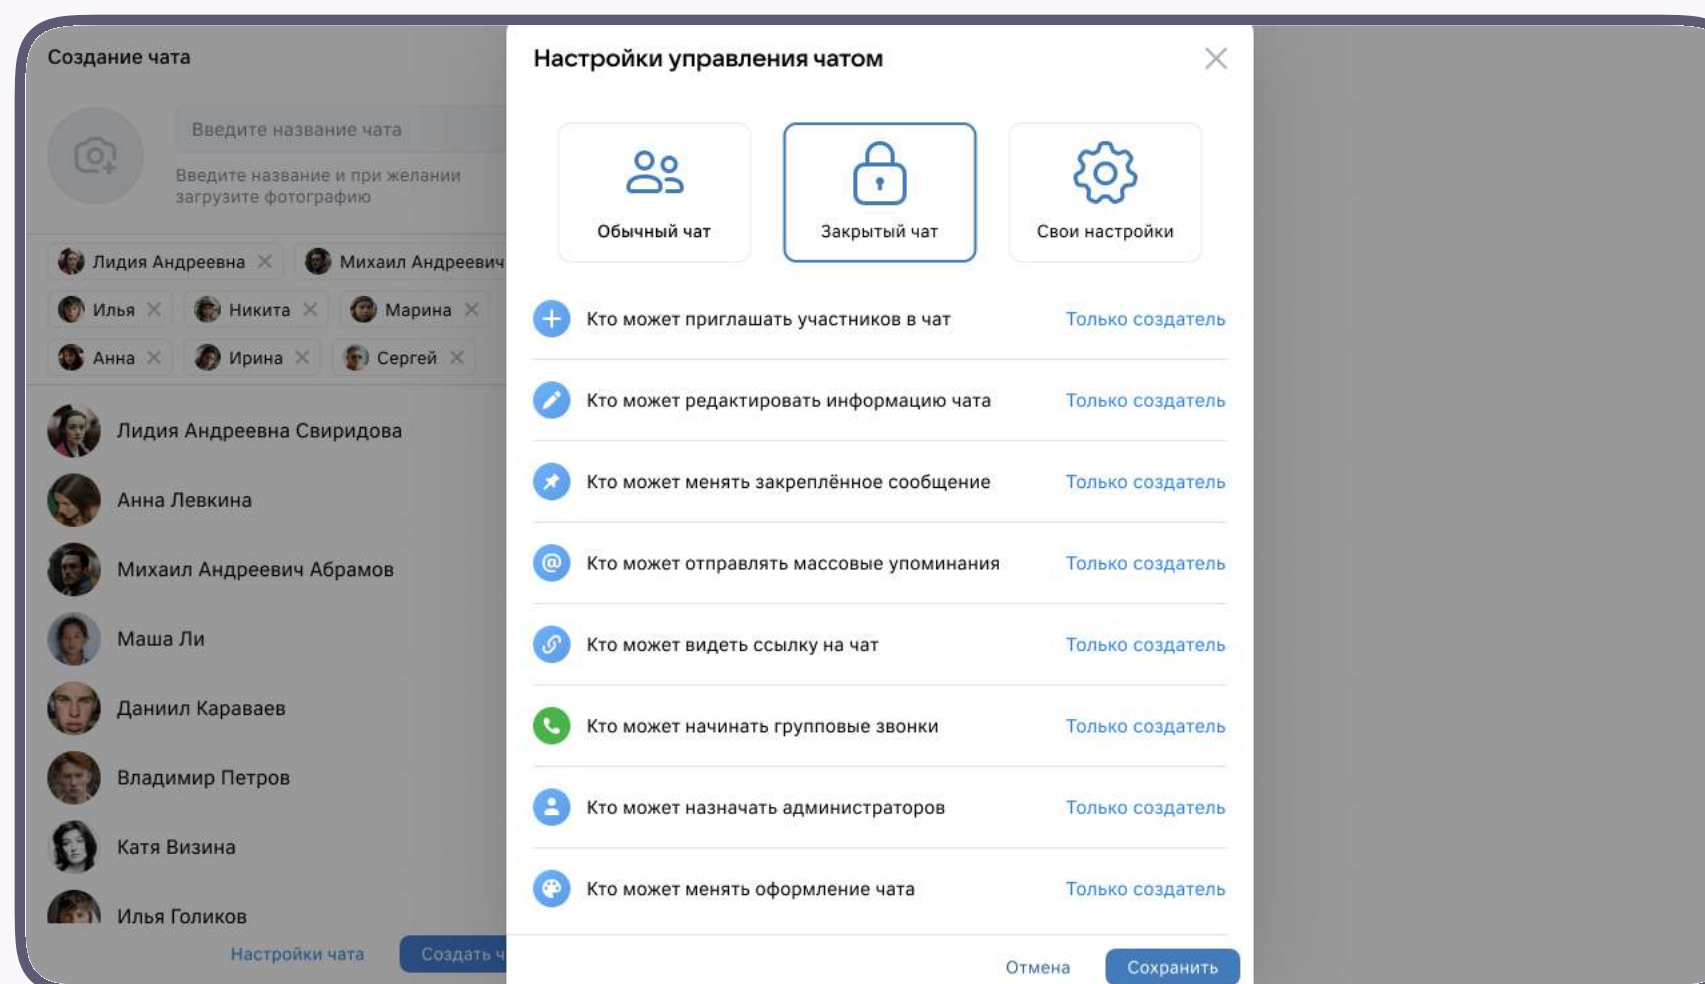 Создание чата
Введите название чата
Введите название и при желании
загрузите фотографию
Лидия Андреевна
Михаил Андреевич
Илья
Никита
Марина
Анна
Ирина
Сергей
Лидия Андреевна Свиридова
Анна Левкина
Михаил Андреевич Абрамов
Маша Ли
Даниил Караваев
Владимир Петров
Катя Визина
Илья Голиков
Настройки чата
Создать ч
Настройки управления чатом
Обычный чат
Закрытый чат
Свои настройки
Кто может приглашать участников в чат
Только создатель
Кто может редактировать информацию чата
Только создатель
Кто может менять закреплённое сообщение
Только создатель
Кто может отправлять массовые упоминания
Только создатель
Кто может видеть ссылку на чат
Только создатель
Кто может начинать групповые звонки
Только создатель
Кто может назначать администраторов
Только создатель
Кто может менять оформление чата
Только создатель
Отмена
Сохранить